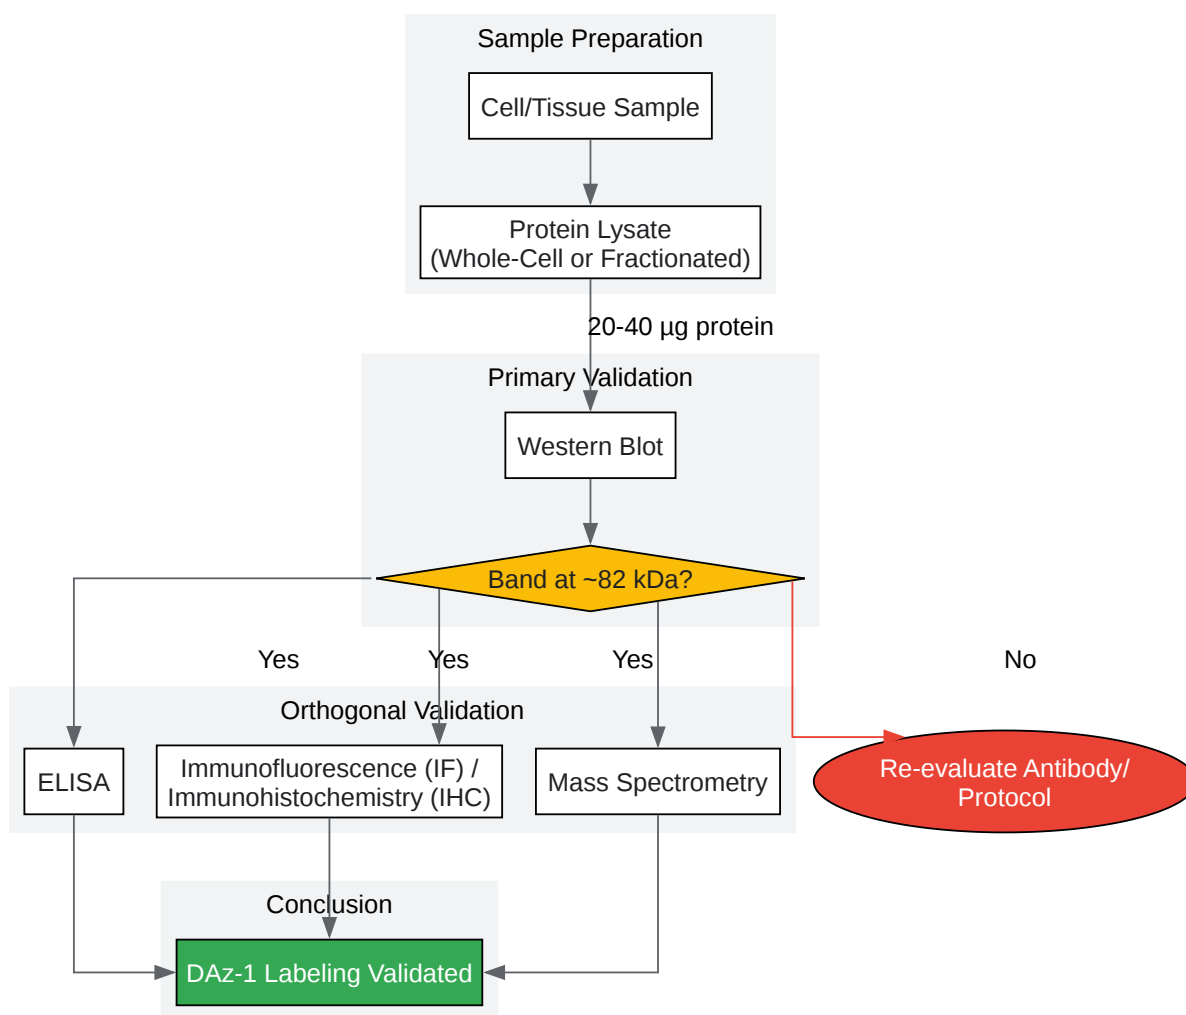 Sample Preparation
Cell/Tissue Sample
Protein Lysate
(Whole-Cell or Fractionated)
20-40 µg protein
Primary Validation
Western Blot
Band at ~82 kDa?
Yes
Yes
Yes
No
Orthogonal Validation
ELISA
Immunofluorescence (IF) /
Immunohistochemistry (IHC)
Mass Spectrometry
Re-evaluate Antibody/
Protocol
Conclusion
DAz-1 Labeling Validated